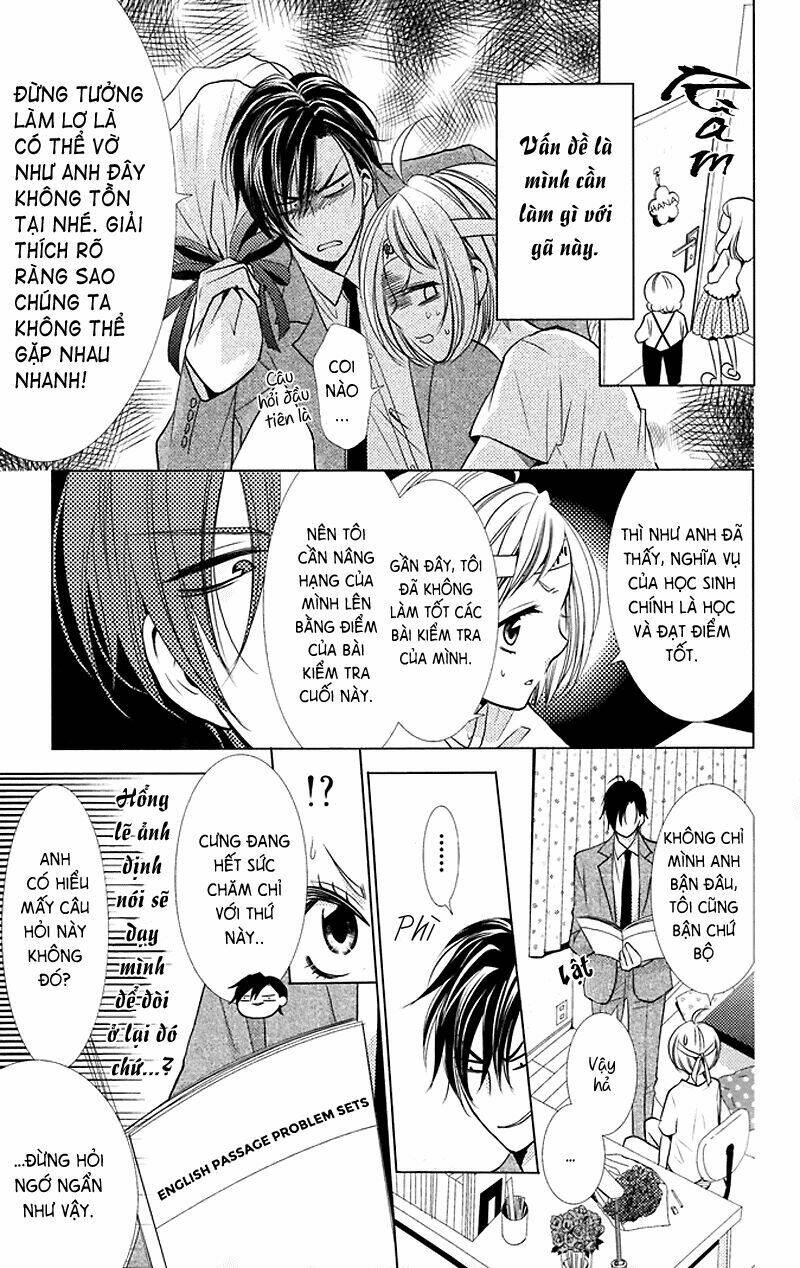 Rầm
HANA
Vấn đề là
mình cần
làm gì với
gã này.
ĐỪNG TƯỞNG
LÀM LƠ LÀ
CÓ THỂ VỜ
NHƯ ANH ĐÂY
KHÔNG TỒN
TẠI NHÉ. GIẢI
THÍCH RÕ
RÀNG SAO
CHÚNG TA
KHÔNG THỂ
GẶP NHAU
NHANH!
COI
NÀO
...
Câu
hỏi đầu
tiên là
THÌ NHƯ ANH ĐÃ
THẤY, NGHĨA VỤ
CỦA HỌC SINH
CHÍNH LÀ HỌC
VÀ ĐẠT ĐIỂM
TỐT.
GẦN ĐÂY, TÔI
ĐÃ KHÔNG
LÀM TỐT CÁC
BÀI KIỂM TRA
CỦA MÌNH.
NÊN TÔI
CẦN NÂNG
HẠNG CỦA
MÌNH LÊN
BẰNG ĐIỂM
CỦA BÀI
KIỂM TRA
CUỐI NÀY.
KHÔNG CHỈ
MÌNH ANH
BẬN ĐÂU,
TÔI CŨNG
BẬN CHỨ
BỘ
Lật
Vậy
hả
...
......
Phì
!?
CƯNG ĐANG
HẾT SỨC
CHĂM CHỈ
VỚI THỨ
NÀY..
Hổng
lẽ ảnh
định
nói sẽ
dạy
mình
để đòi
ở lại đó
chứ...?
ENGLISH PASSAGE PROBLEM SETS
ANH
CÓ HIỂU
MẤY CÂU
HỎI NÀY
KHÔNG
ĐÓ?
...ĐỪNG HỎI
NGỚ NGẨN
NHƯ VẬY.